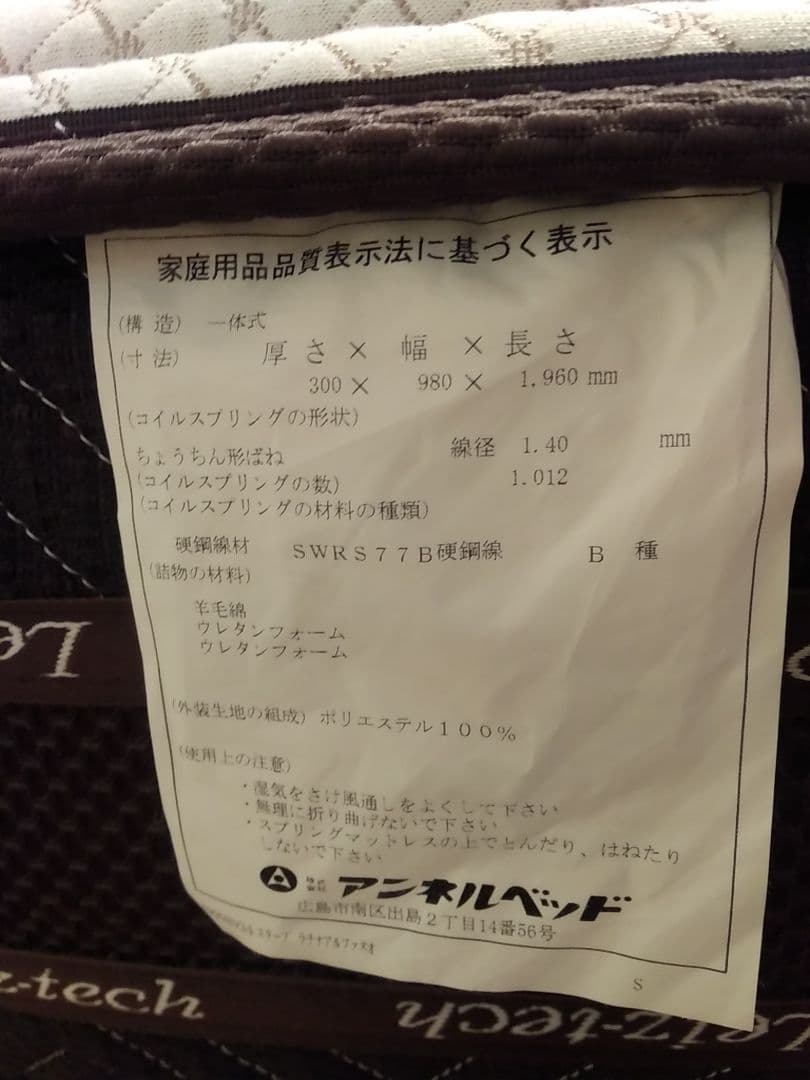 家庭用品品質表示法に基づく表示
(構 造) 一体式
(寸 法) 厚 さ × 幅 × 長 さ
300 × 980 × 1.960 mm
(コイルスプリングの形状)
ちょうちん形ばね 線径 1.40 mm
(コイルスプリングの数) 1.012
(コイルスプリングの材料の種類)
硬鋼線材 SWRS77B硬鋼線 B 種
(詰物の材料)
羊毛綿
ウレタンフォーム
ウレタンフォーム
(外装生地の組成) ポリエステル100%
(使用上の注意)
・湿気をさけ風通しをよくして下さい
・無理に折り曲げないで下さい
・スプリングマットレスの上でとんだり、はねたり
しないで下さい
株式会社 アンネルベッド
広島市南区出島2丁目14番56号
S
Le
z-tech
Leiz-tech